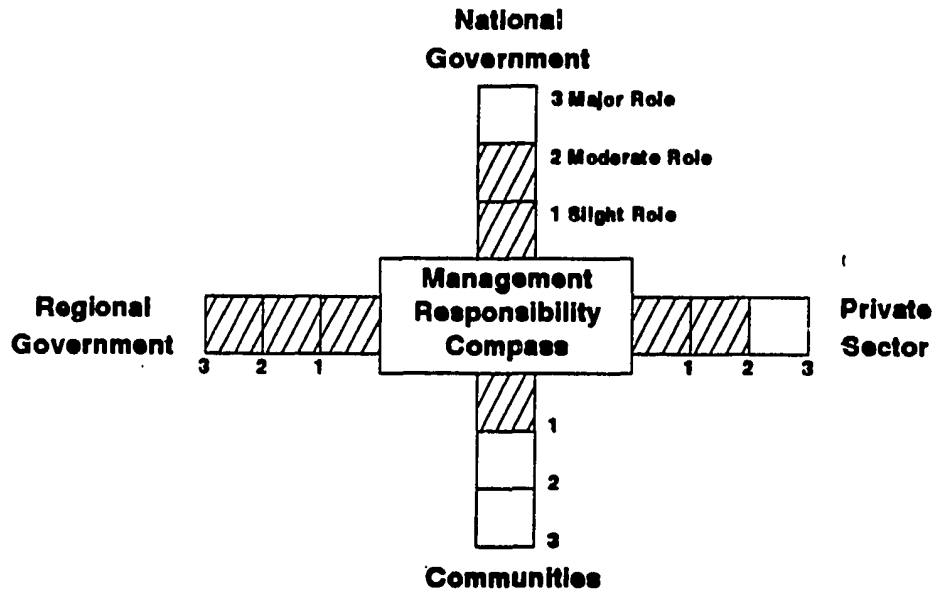 National
Government
3 Major Role
2 Moderate Role
1 Slight Role
Management
Responsibility
Compass
Regional
Government
3 2 1
Private
Sector
1 2 3
1
2
3
Communities